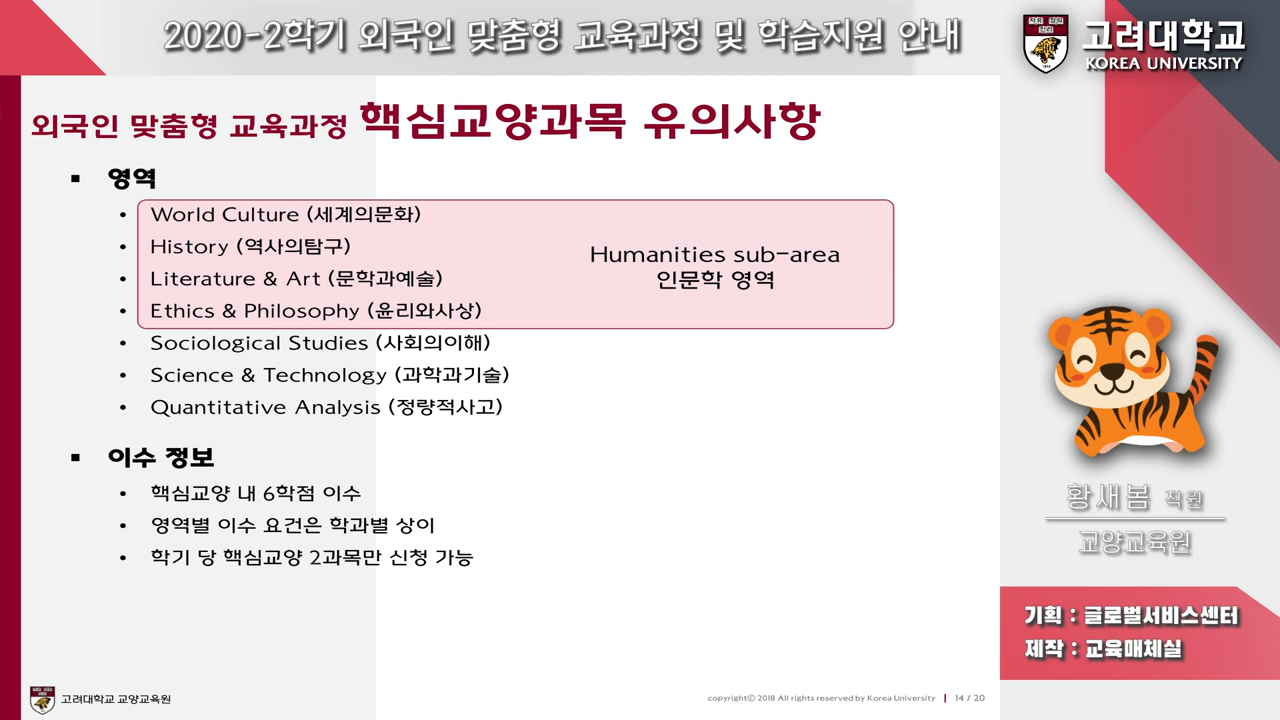 2020-2학기 외국인 맞춤형 교육과정 및 학습지원 안내
고려대학교
KOREA UNIVERSITY
외국인 맞춤형 교육과정 핵심교양과목 유의사항
▪ 영역
• World Culture (세계의문화)
• History (역사의탐구)
• Literature & Art (문학과예술)
• Ethics & Philosophy (윤리와사상)
Humanities sub-area
인문학 영역
• Sociological Studies (사회의이해)
• Science & Technology (과학과기술)
• Quantitative Analysis (정량적사고)
▪ 이수 정보
• 핵심교양 내 6학점 이수
• 영역별 이수 요건은 학과별 상이
• 학기 당 핵심교양 2과목만 신청 가능
황새봄 직원
교양교육원
기획 : 글로벌서비스센터
제작 : 교육매체실
고려대학교 교양교육원
copyrightⓒ 2018 All rights reserved by Korea University | 14 / 20